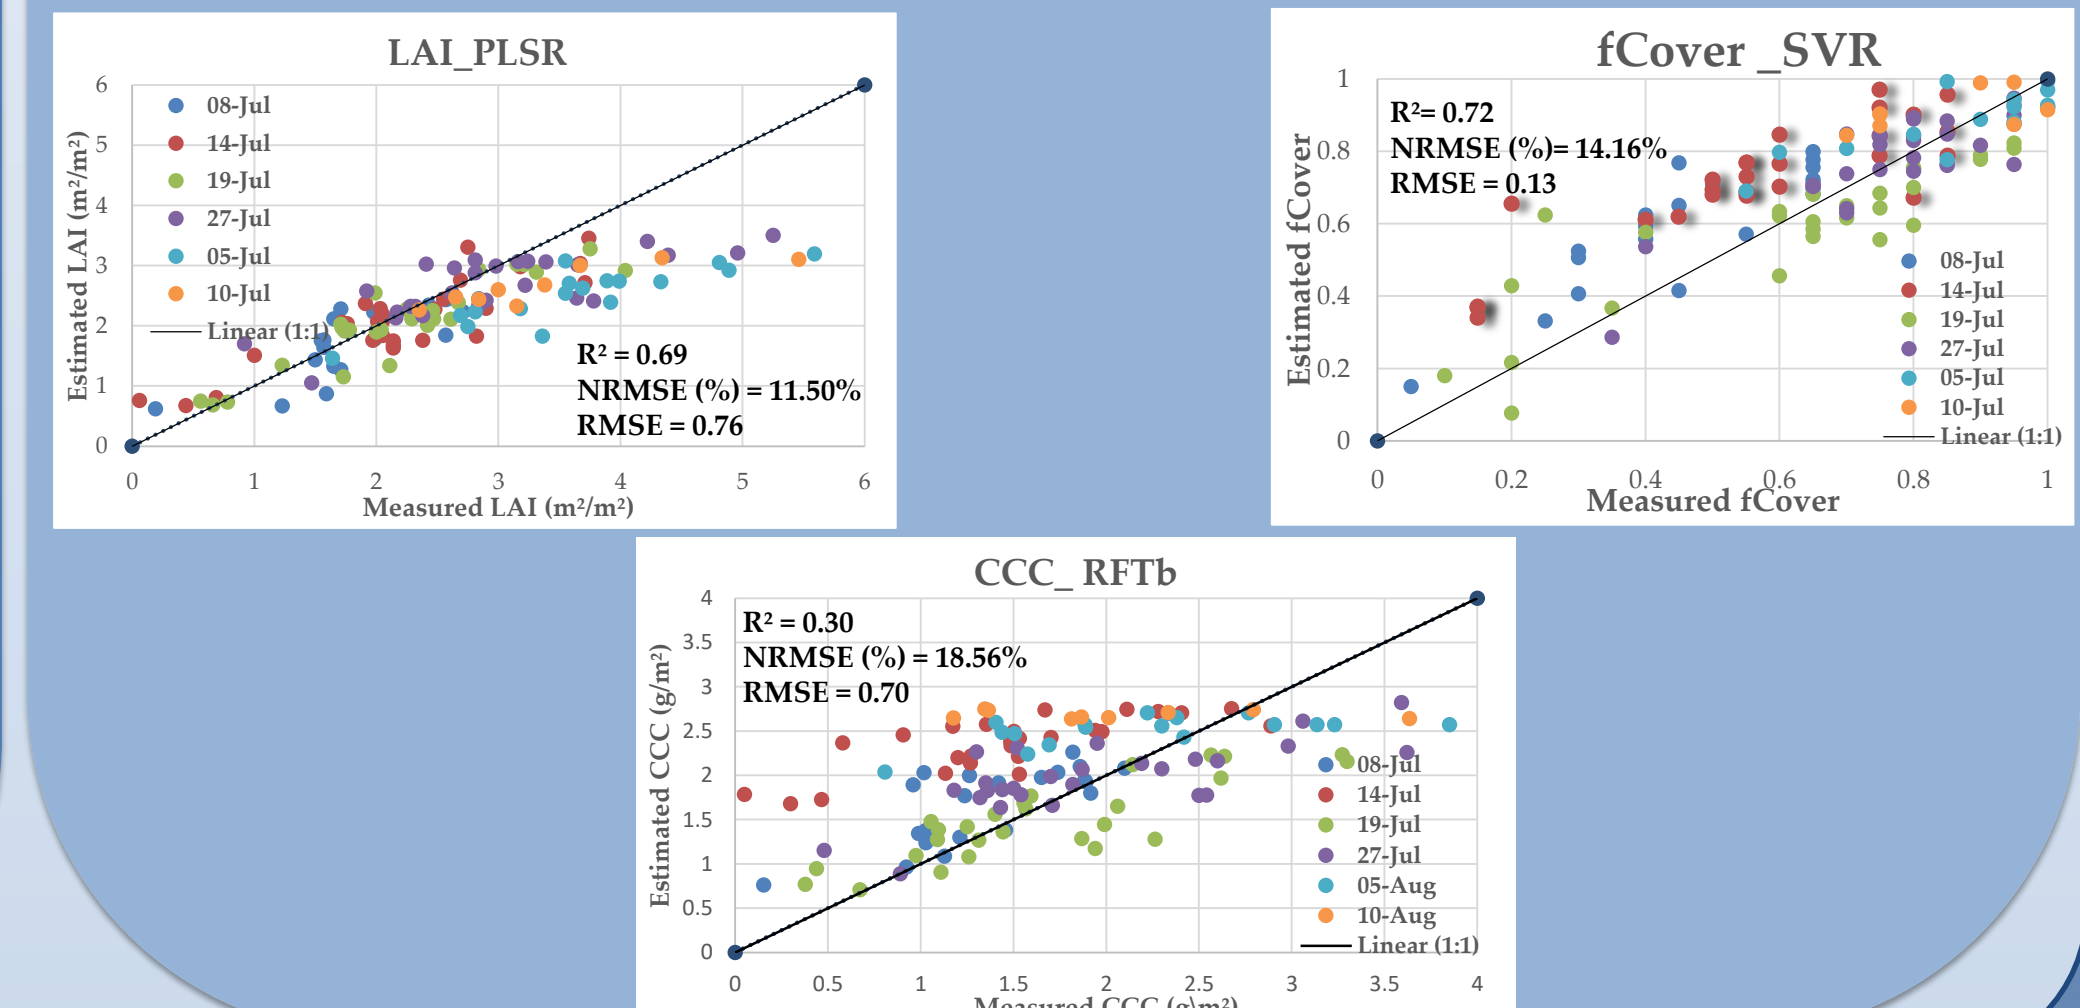 LAI_PLSR
Estimated LAI (m²/m²)
6
5
4
3
2
1
0
08-Jul
14-Jul
19-Jul
27-Jul
05-Jul
10-Jul
Linear (1:1)
R² = 0.69
NRMSE (%) = 11.50%
RMSE = 0.76
0 1 2 3 4 5 6
Measured LAI (m²/m²)
fCover _SVR
Estimated fCover
1
0.8
0.6
0.4
0.2
0
R²= 0.72
NRMSE (%)= 14.16%
RMSE = 0.13
08-Jul
14-Jul
19-Jul
27-Jul
05-Jul
10-Jul
Linear (1:1)
0 0.2 0.4 0.6 0.8 1
Measured fCover
CCC_ RFTb
Estimated CCC (g/m²)
4
3.5
3
2.5
2
1.5
1
0.5
0
R² = 0.30
NRMSE (%) = 18.56%
RMSE = 0.70
08-Jul
14-Jul
19-Jul
27-Jul
05-Aug
10-Aug
Linear (1:1)
0 0.5 1 1.5 2 2.5 3 3.5 4
Measured CCC (g\m²)